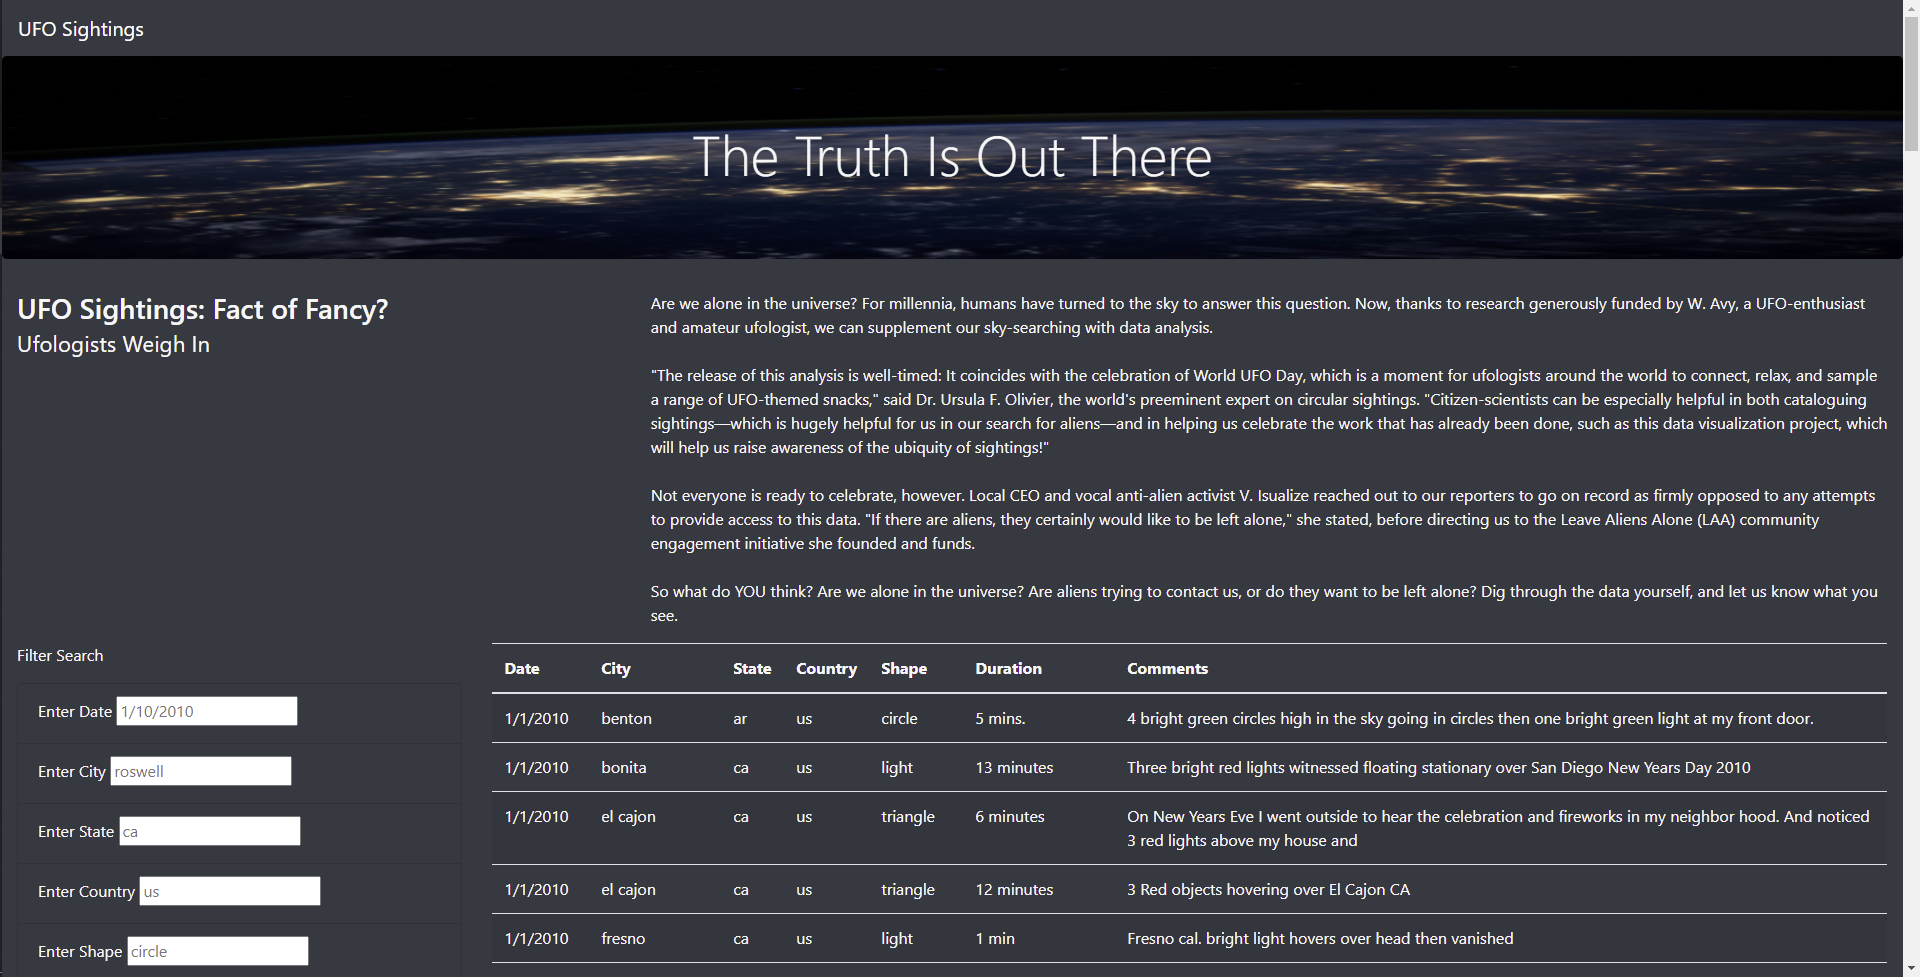 UFO Sightings
The Truth Is Out There
UFO Sightings: Fact of Fancy?
Ufologists Weigh In
Are we alone in the universe? For millennia, humans have turned to the sky to answer this question. Now, thanks to research generously funded by W. Avy, a UFO-enthusiast
and amateur ufologist, we can supplement our sky-searching with data analysis.
"The release of this analysis is well-timed: It coincides with the celebration of World UFO Day, which is a moment for ufologists around the world to connect, relax, and sample
a range of UFO-themed snacks," said Dr. Ursula F. Olivier, the world's preeminent expert on circular sightings. "Citizen-scientists can be especially helpful in both cataloguing
sightings—which is hugely helpful for us in our search for aliens—and in helping us celebrate the work that has already been done, such as this data visualization project, which
will help us raise awareness of the ubiquity of sightings!"
Not everyone is ready to celebrate, however. Local CEO and vocal anti-alien activist V. Isualize reached out to our reporters to go on record as firmly opposed to any attempts
to provide access to this data. "If there are aliens, they certainly would like to be left alone," she stated, before directing us to the Leave Aliens Alone (LAA) community
engagement initiative she founded and funds.
So what do YOU think? Are we alone in the universe? Are aliens trying to contact us, or do they want to be left alone? Dig through the data yourself, and let us know what you
see.
Filter Search
Enter Date 1/10/2010
Enter City roswell
Enter State ca
Enter Country us
Enter Shape circle
Date City State Country Shape Duration Comments
1/1/2010 benton ar us circle 5 mins. 4 bright green circles high in the sky going in circles then one bright green light at my front door.
1/1/2010 bonita ca us light 13 minutes Three bright red lights witnessed floating stationary over San Diego New Years Day 2010
1/1/2010 el cajon ca us triangle 6 minutes On New Years Eve I went outside to hear the celebration and fireworks in my neighbor hood. And noticed
3 red lights above my house and
1/1/2010 el cajon ca us triangle 12 minutes 3 Red objects hovering over El Cajon CA
1/1/2010 fresno ca us light 1 min Fresno cal. bright light hovers over head then vanished